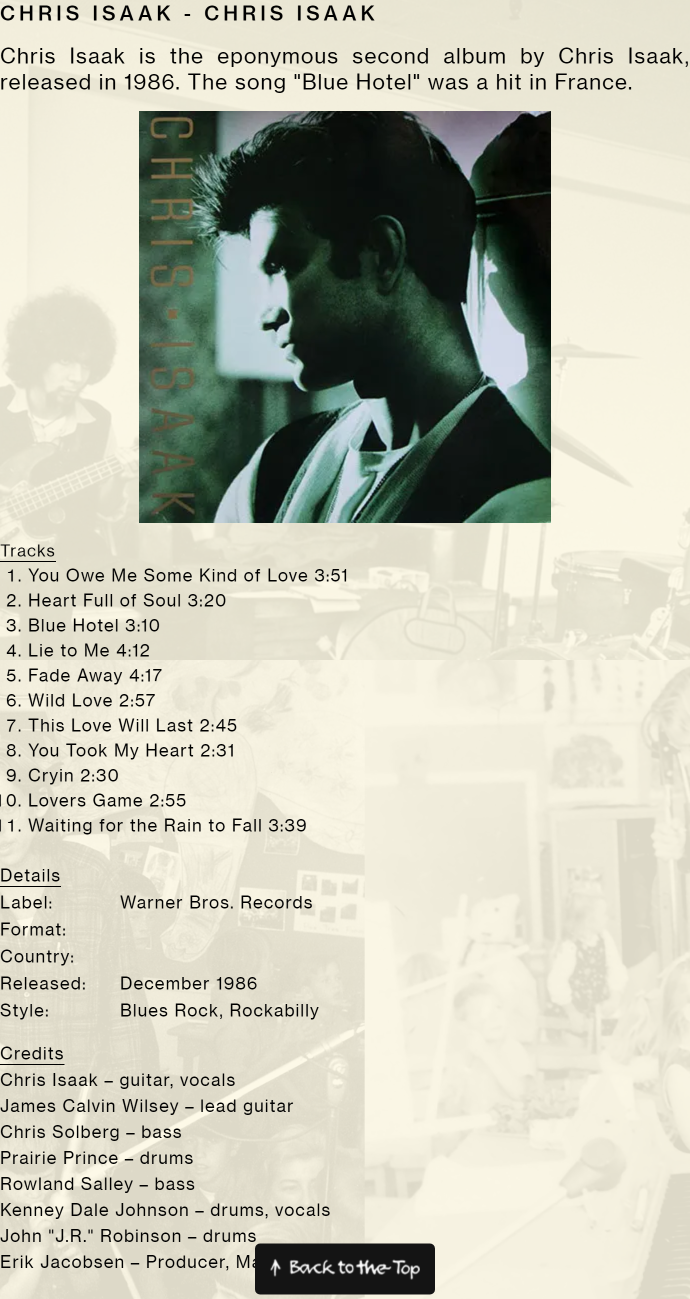 CHRIS ISAAK - CHRIS ISAAK
Chris Isaak is the eponymous second album by Chris Isaak,
released in 1986. The song "Blue Hotel" was a hit in France.
CHRIS • ISAAK
Tracks
1. You Owe Me Some Kind of Love 3:51
2. Heart Full of Soul 3:20
3. Blue Hotel 3:10
4. Lie to Me 4:12
5. Fade Away 4:17
6. Wild Love 2:57
7. This Love Will Last 2:45
8. You Took My Heart 2:31
9. Cryin 2:30
10. Lovers Game 2:55
11. Waiting for the Rain to Fall 3:39
Details
Label: Warner Bros. Records
Format:
Country:
Released: December 1986
Style: Blues Rock, Rockabilly
Credits
Chris Isaak – guitar, vocals
James Calvin Wilsey – lead guitar
Chris Solberg – bass
Prairie Prince – drums
Rowland Salley – bass
Kenney Dale Johnson – drums, vocals
John "J.R." Robinson – drums
Erik Jacobsen – Producer,
↑ Back to the Top